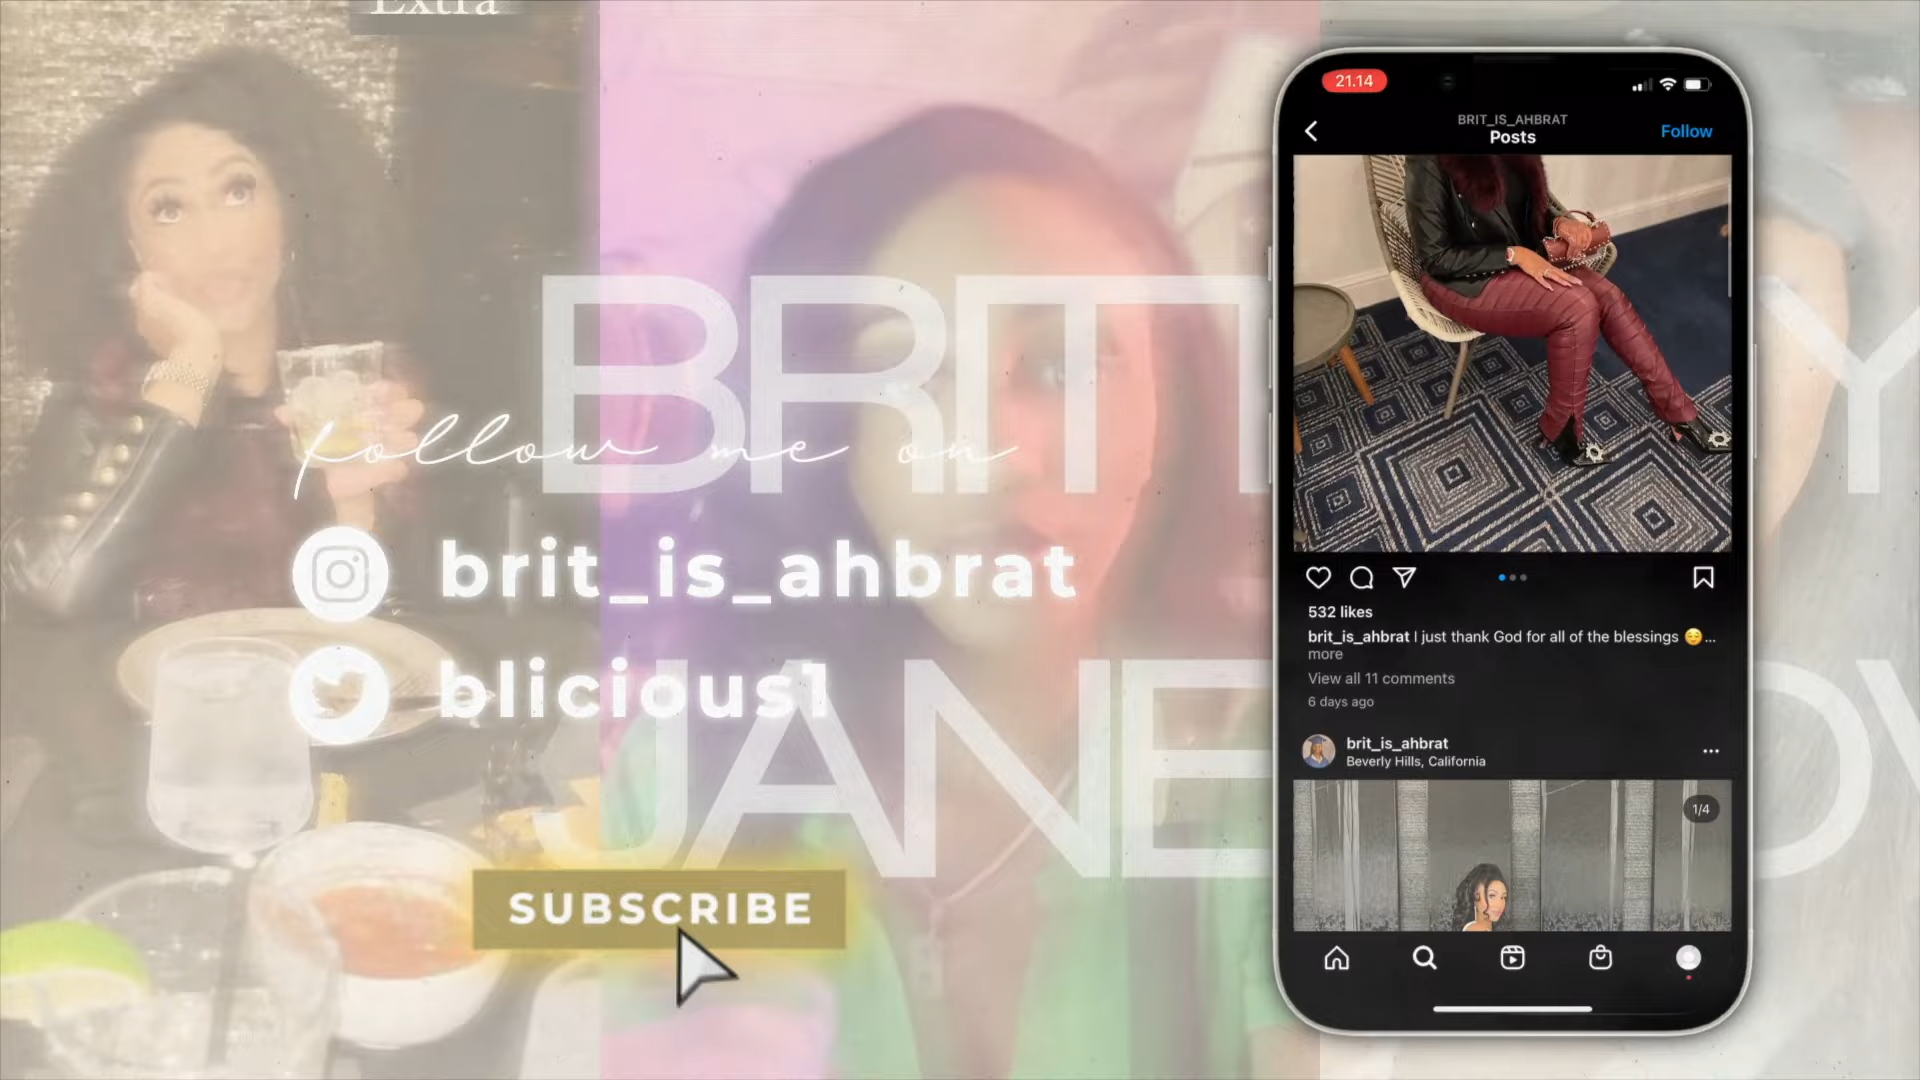 Extra
BRITT Y
JANE
follow me on
brit_is_ahbrat
blicious1
SUBSCRIBE
21.14
BRIT_IS_AHBRAT
Posts
Follow
532 likes
brit_is_ahbrat I just thank God for all of the blessings 😌...
more
View all 11 comments
6 days ago
brit_is_ahbrat
Beverly Hills, California
1/4